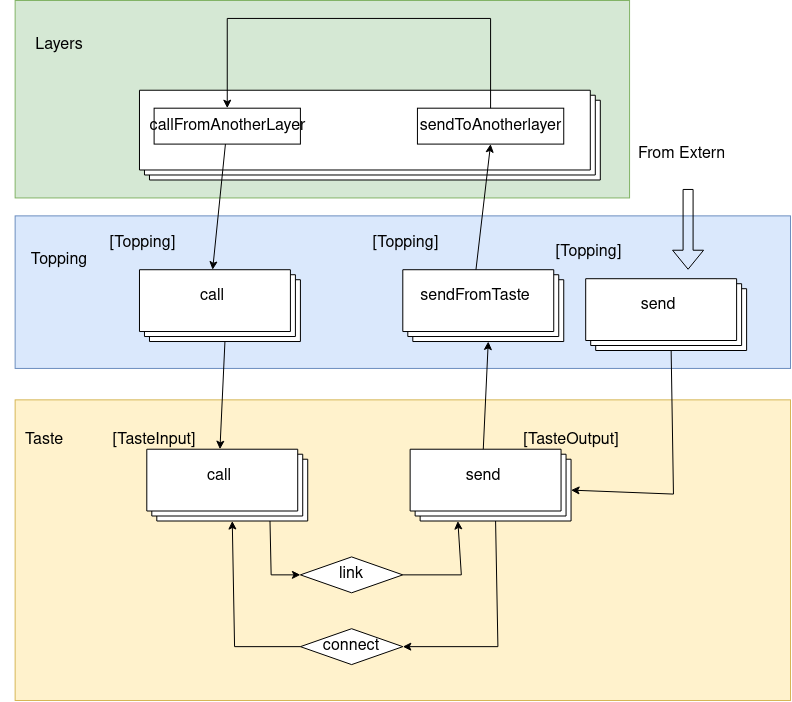 Layers
callFromAnotherLayer
sendToAnotherlayer
From Extern
[Topping]
[Topping]
[Topping]
Topping
call
sendFromTaste
send
Taste
[TasteInput]
[TasteOutput]
call
send
link
connect